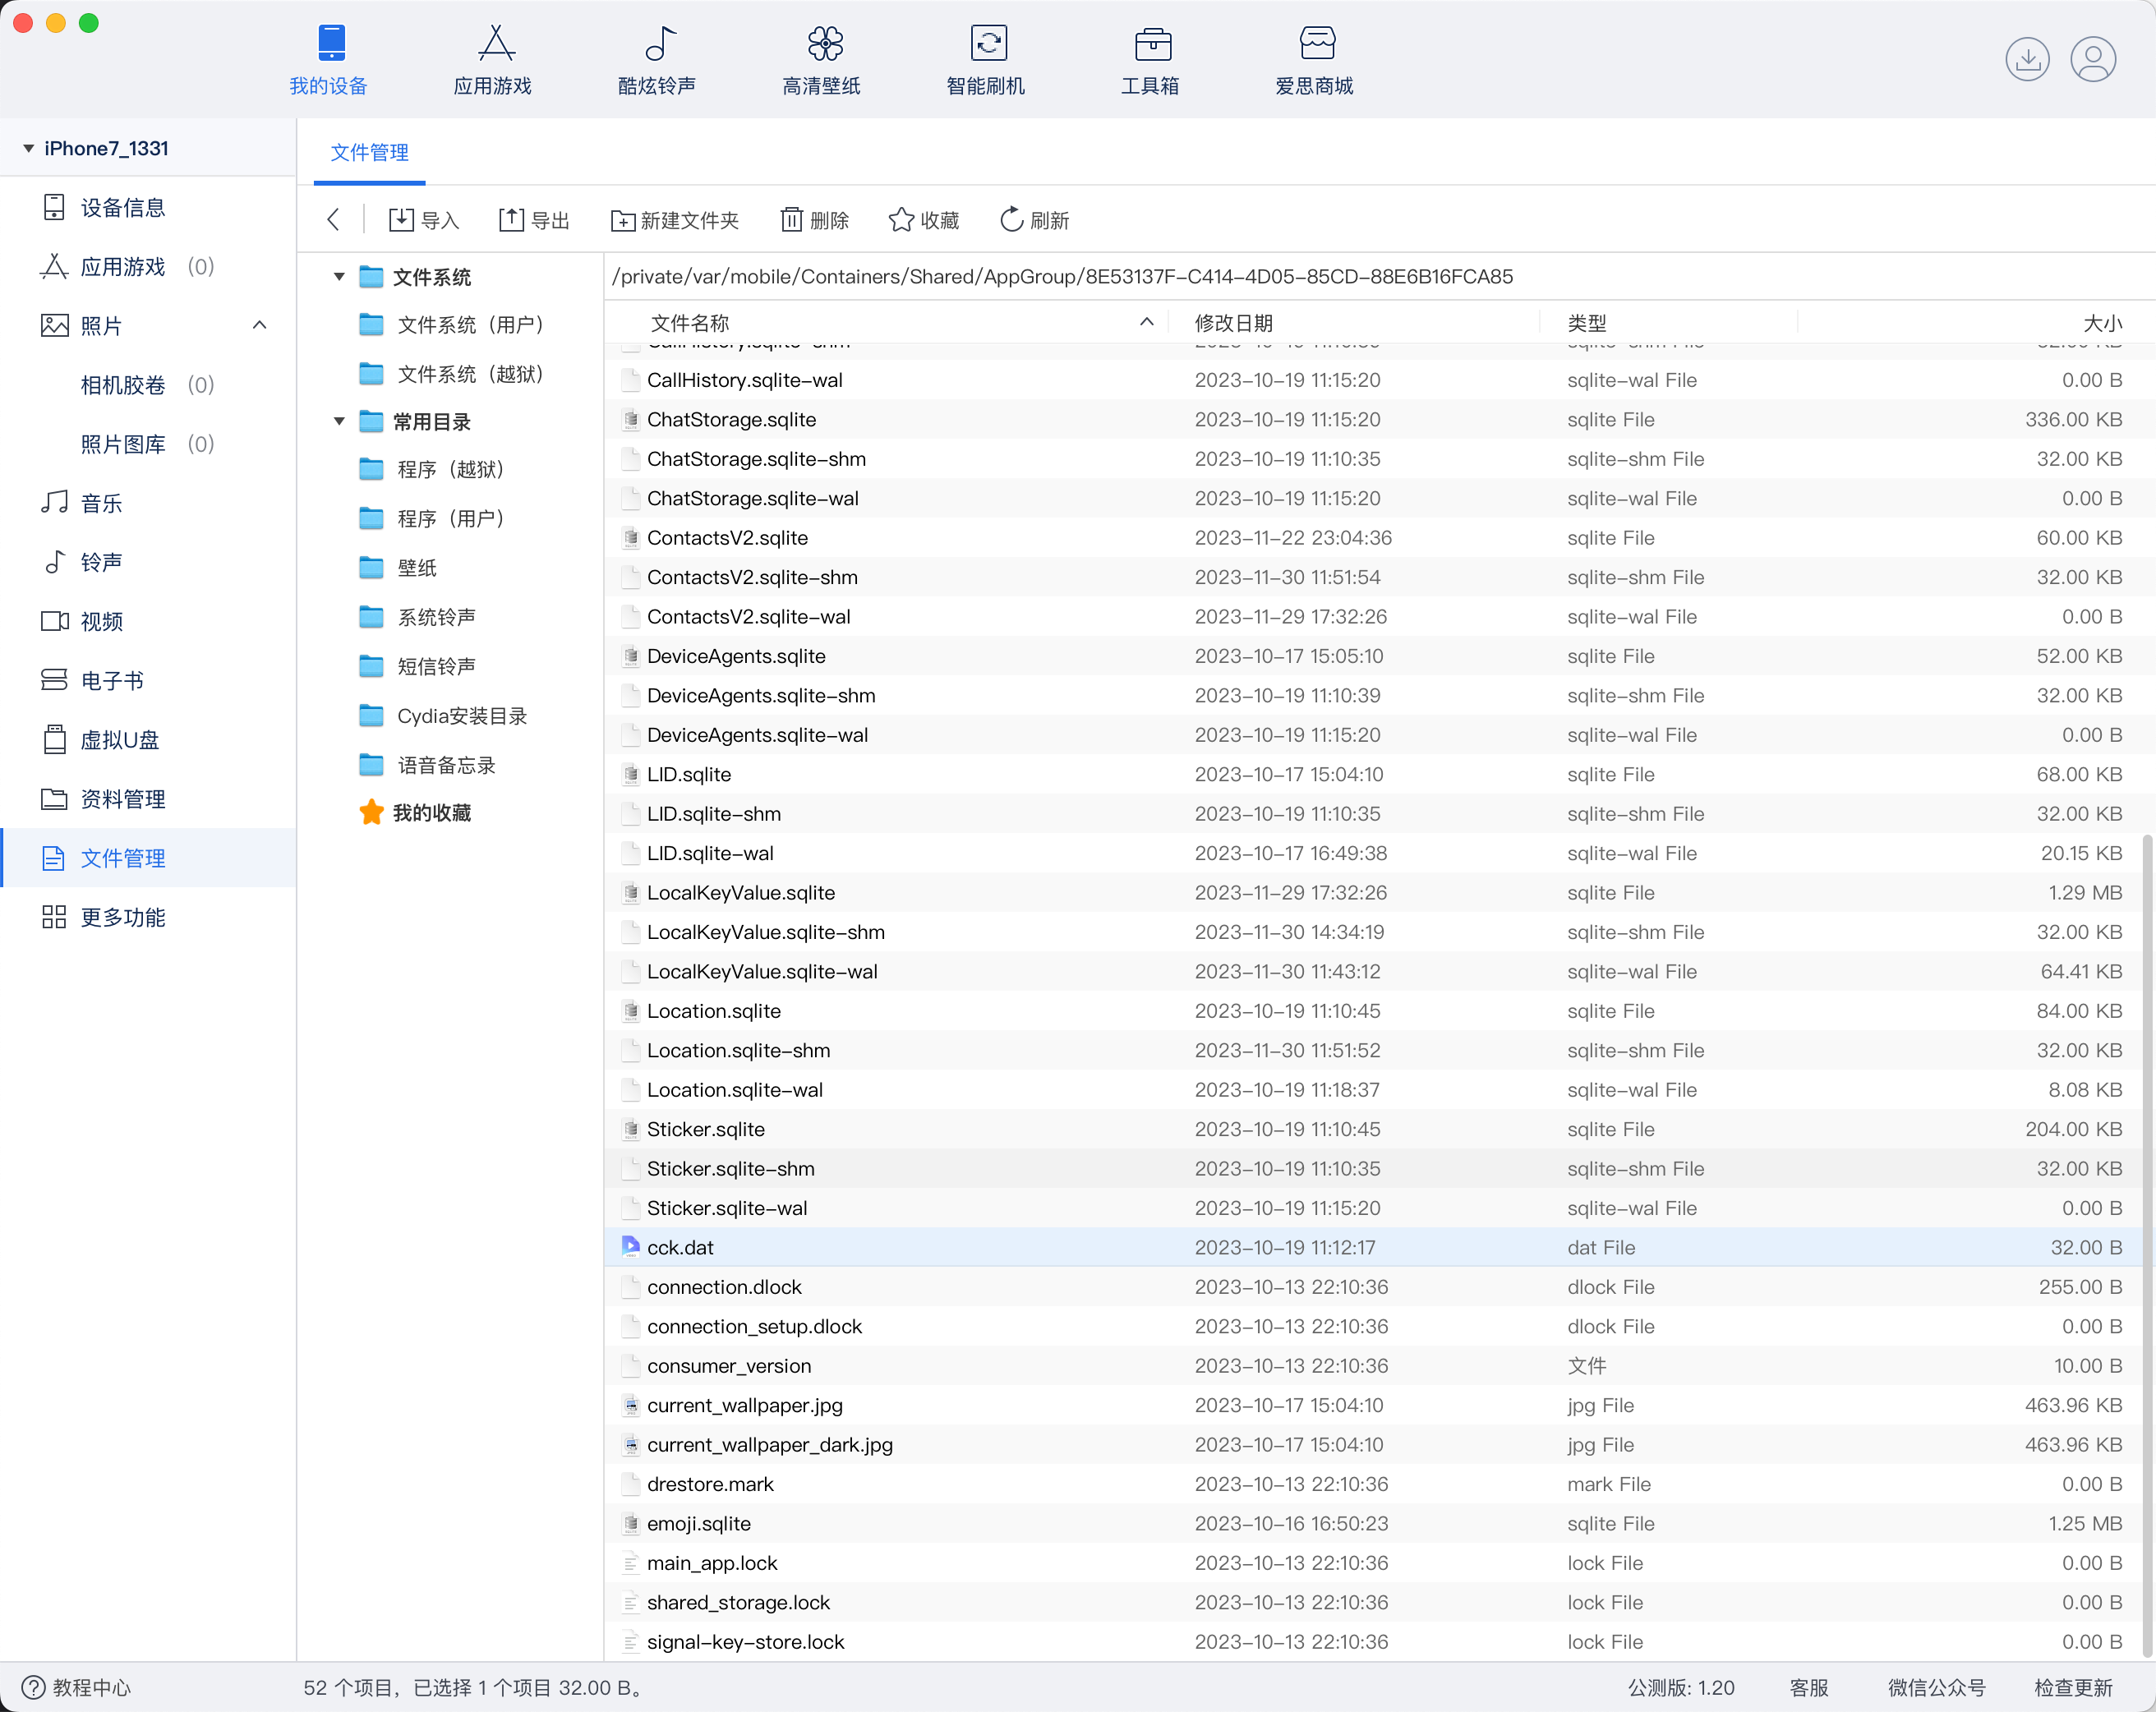 我的设备 应用游戏 酷炫铃声 高清壁纸 智能刷机 工具箱 爱思商城
iPhone7_1331
设备信息
应用游戏 (0)
照片
相机胶卷 (0)
照片图库 (0)
音乐
铃声
视频
电子书
虚拟U盘
资料管理
文件管理
更多功能
文件管理
导入 导出 新建文件夹 删除 收藏 刷新
文件系统
文件系统（用户）
文件系统（越狱）
常用目录
程序（越狱）
程序（用户）
壁纸
系统铃声
短信铃声
Cydia安装目录
语音备忘录
我的收藏
/private/var/mobile/Containers/Shared/AppGroup/8E53137F-C414-4D05-85CD-88E6B16FCA85
文件名称 修改日期 类型 大小
CallHistory.sqlite-wal 2023-10-19 11:15:20 sqlite-wal File 0.00 B
ChatStorage.sqlite 2023-10-19 11:15:20 sqlite File 336.00 KB
ChatStorage.sqlite-shm 2023-10-19 11:10:35 sqlite-shm File 32.00 KB
ChatStorage.sqlite-wal 2023-10-19 11:15:20 sqlite-wal File 0.00 B
ContactsV2.sqlite 2023-11-22 23:04:36 sqlite File 60.00 KB
ContactsV2.sqlite-shm 2023-11-30 11:51:54 sqlite-shm File 32.00 KB
ContactsV2.sqlite-wal 2023-11-29 17:32:26 sqlite-wal File 0.00 B
DeviceAgents.sqlite 2023-10-17 15:05:10 sqlite File 52.00 KB
DeviceAgents.sqlite-shm 2023-10-19 11:10:39 sqlite-shm File 32.00 KB
DeviceAgents.sqlite-wal 2023-10-19 11:15:20 sqlite-wal File 0.00 B
LID.sqlite 2023-10-17 15:04:10 sqlite File 68.00 KB
LID.sqlite-shm 2023-10-19 11:10:35 sqlite-shm File 32.00 KB
LID.sqlite-wal 2023-10-17 16:49:38 sqlite-wal File 20.15 KB
LocalKeyValue.sqlite 2023-11-29 17:32:26 sqlite File 1.29 MB
LocalKeyValue.sqlite-shm 2023-11-30 14:34:19 sqlite-shm File 32.00 KB
LocalKeyValue.sqlite-wal 2023-11-30 11:43:12 sqlite-wal File 64.41 KB
Location.sqlite 2023-10-19 11:10:45 sqlite File 84.00 KB
Location.sqlite-shm 2023-11-30 11:51:52 sqlite-shm File 32.00 KB
Location.sqlite-wal 2023-10-19 11:18:37 sqlite-wal File 8.08 KB
Sticker.sqlite 2023-10-19 11:10:45 sqlite File 204.00 KB
Sticker.sqlite-shm 2023-10-19 11:10:35 sqlite-shm File 32.00 KB
Sticker.sqlite-wal 2023-10-19 11:15:20 sqlite-wal File 0.00 B
cck.dat 2023-10-19 11:12:17 dat File 32.00 B
connection.dlock 2023-10-13 22:10:36 dlock File 255.00 B
connection_setup.dlock 2023-10-13 22:10:36 dlock File 0.00 B
consumer_version 2023-10-13 22:10:36 文件 10.00 B
current_wallpaper.jpg 2023-10-17 15:04:10 jpg File 463.96 KB
current_wallpaper_dark.jpg 2023-10-17 15:04:10 jpg File 463.96 KB
drestore.mark 2023-10-13 22:10:36 mark File 0.00 B
emoji.sqlite 2023-10-16 16:50:23 sqlite File 1.25 MB
main_app.lock 2023-10-13 22:10:36 lock File 0.00 B
shared_storage.lock 2023-10-13 22:10:36 lock File 0.00 B
signal-key-store.lock 2023-10-13 22:10:36 lock File 0.00 B
教程中心 52 个项目，已选择 1 个项目 32.00 B。 公测版: 1.20 客服 微信公众号 检查更新